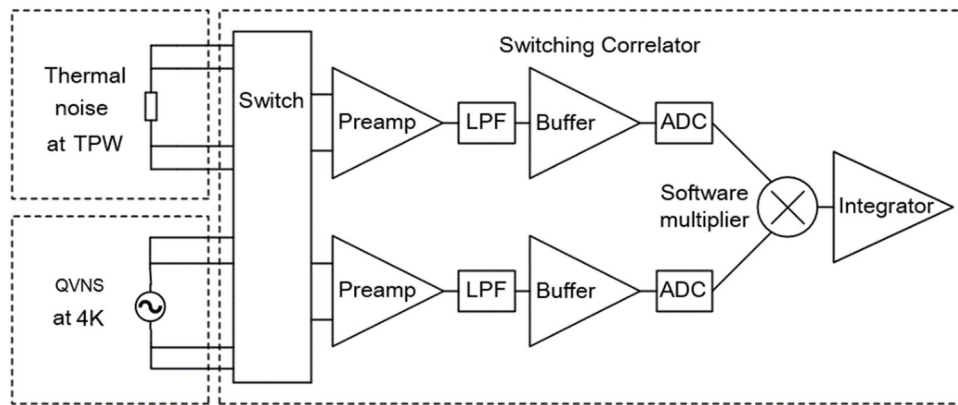 Switching Correlator
Thermal
noise
at TPW
Switch
Preamp
LPF
Buffer
ADC
Software
multiplier
Integrator
QVNS
at 4K
Preamp
LPF
Buffer
ADC